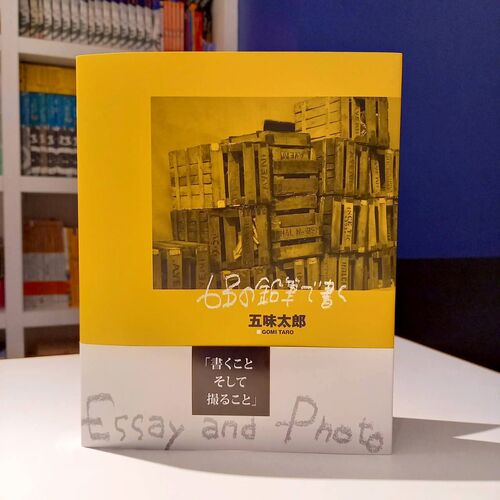 6Bの鉛筆で書く
五味太郎
GOMI TARO
「書くこと
そして
撮ること」
Essay and Photo